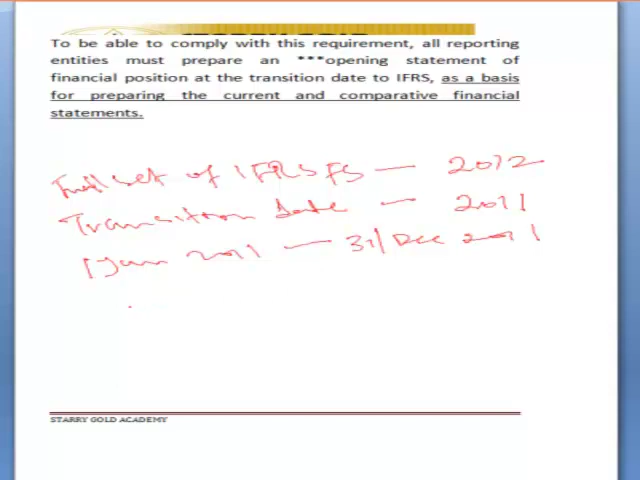 To be able to comply with this requirement, all reporting
entities must prepare an ***opening statement of
financial position at the transition date to IFRS, as a basis
for preparing the current and comparative financial
statements.
Full set of IFRS FS — 2012
Transition date — 2011
1 Jan 2011 — 31/Dec 2011
STARRY GOLD ACADEMY